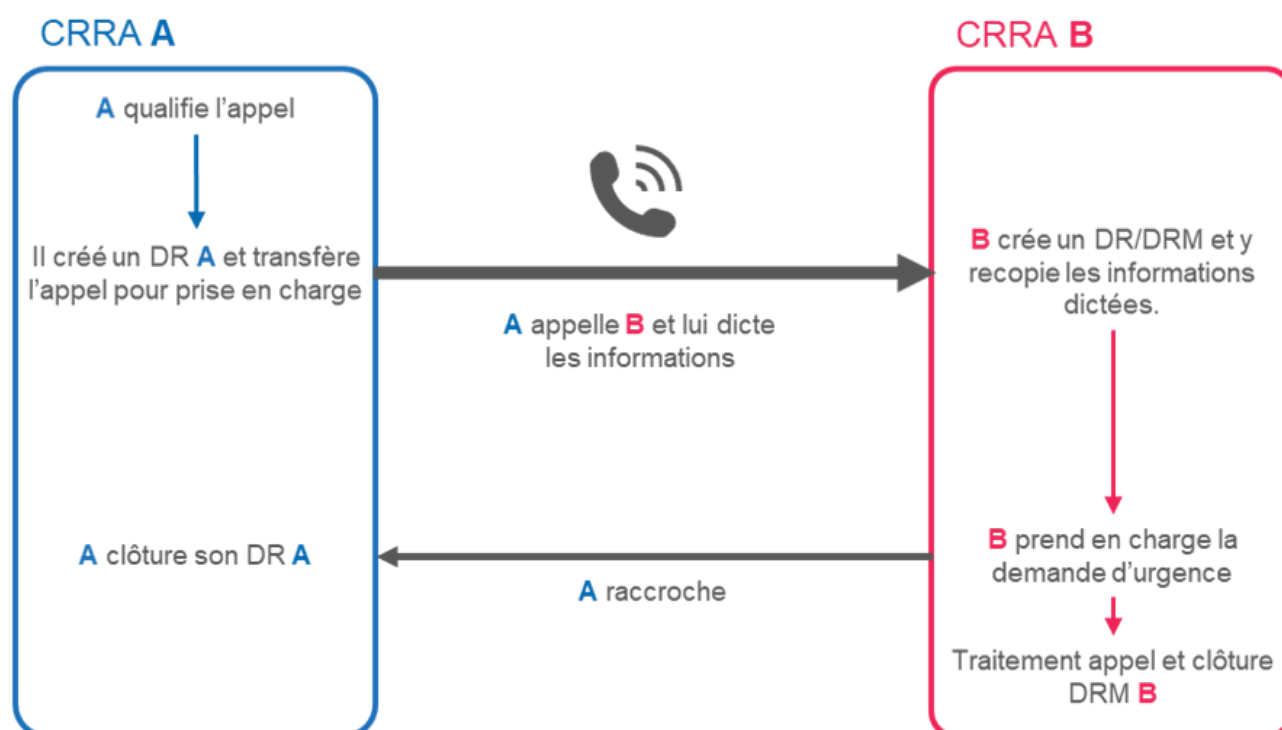 CRRA A
CRRA B
A qualifie l'appel
Il créé un DR A et transfère
l'appel pour prise en charge
A appelle B et lui dicte
les informations
B crée un DR/DRM et y
recopie les informations
dictées.
B prend en charge la
demande d'urgence
A raccroche
A clôture son DR A
Traitement appel et clôture
DRM B